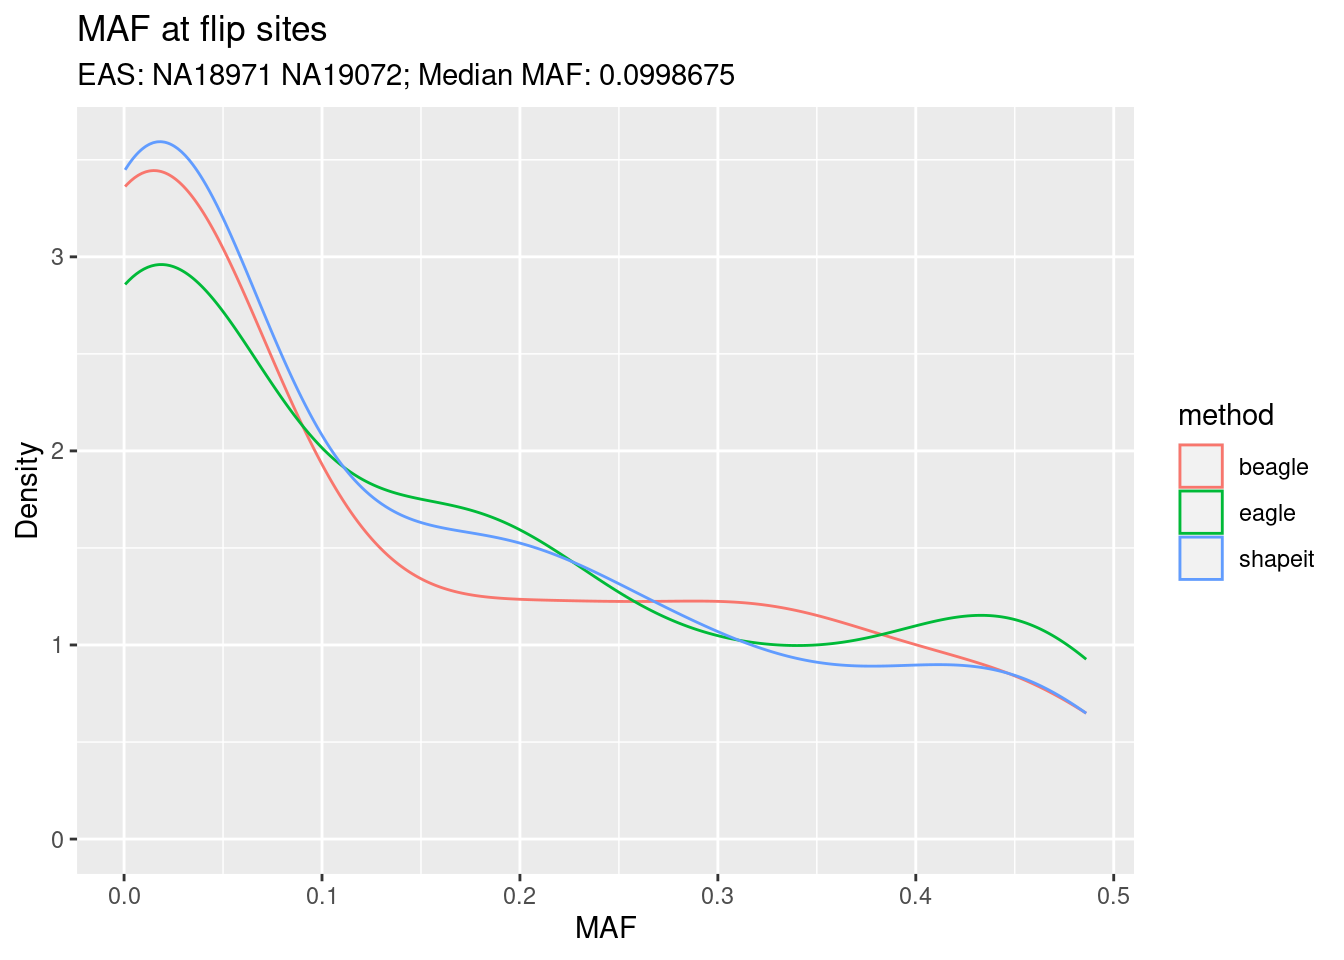 MAF at flip sites
EAS: NA18971 NA19072; Median MAF: 0.0998675
Density
3
2
1
0
0.0 0.1 0.2 0.3 0.4 0.5
MAF
method
beagle
eagle
shapeit